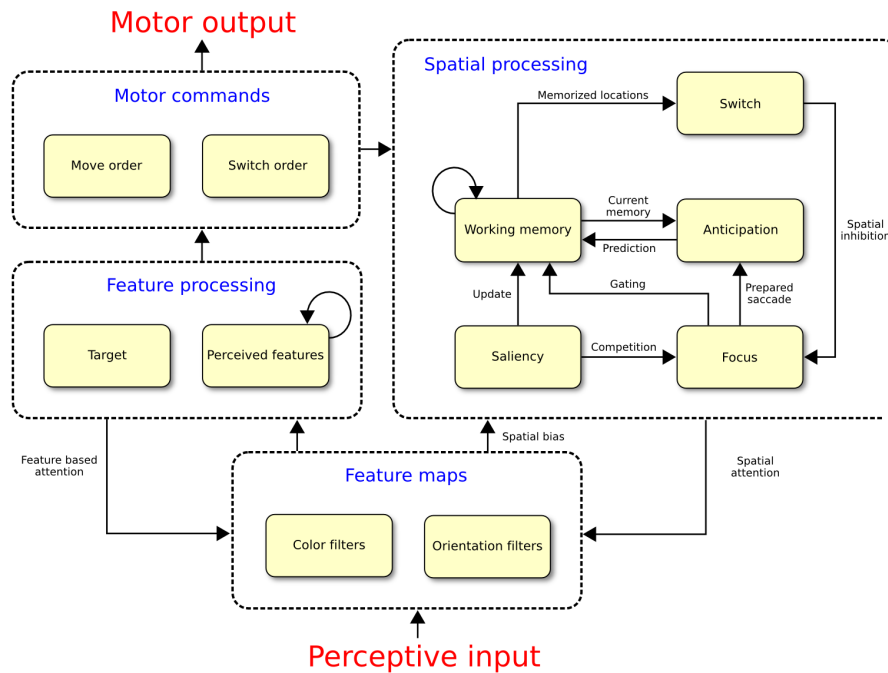 Motor output
Motor commands
Move order
Switch order
Spatial processing
Memorized locations
Switch
Current
memory
Working memory
Anticipation
Prediction
Spatial
inhibition
Update
Gating
Prepared
saccade
Saliency
Competition
Focus
Feature processing
Target
Perceived features
Feature based
attention
Spatial bias
Spatial
attention
Feature maps
Color filters
Orientation filters
Perceptive input